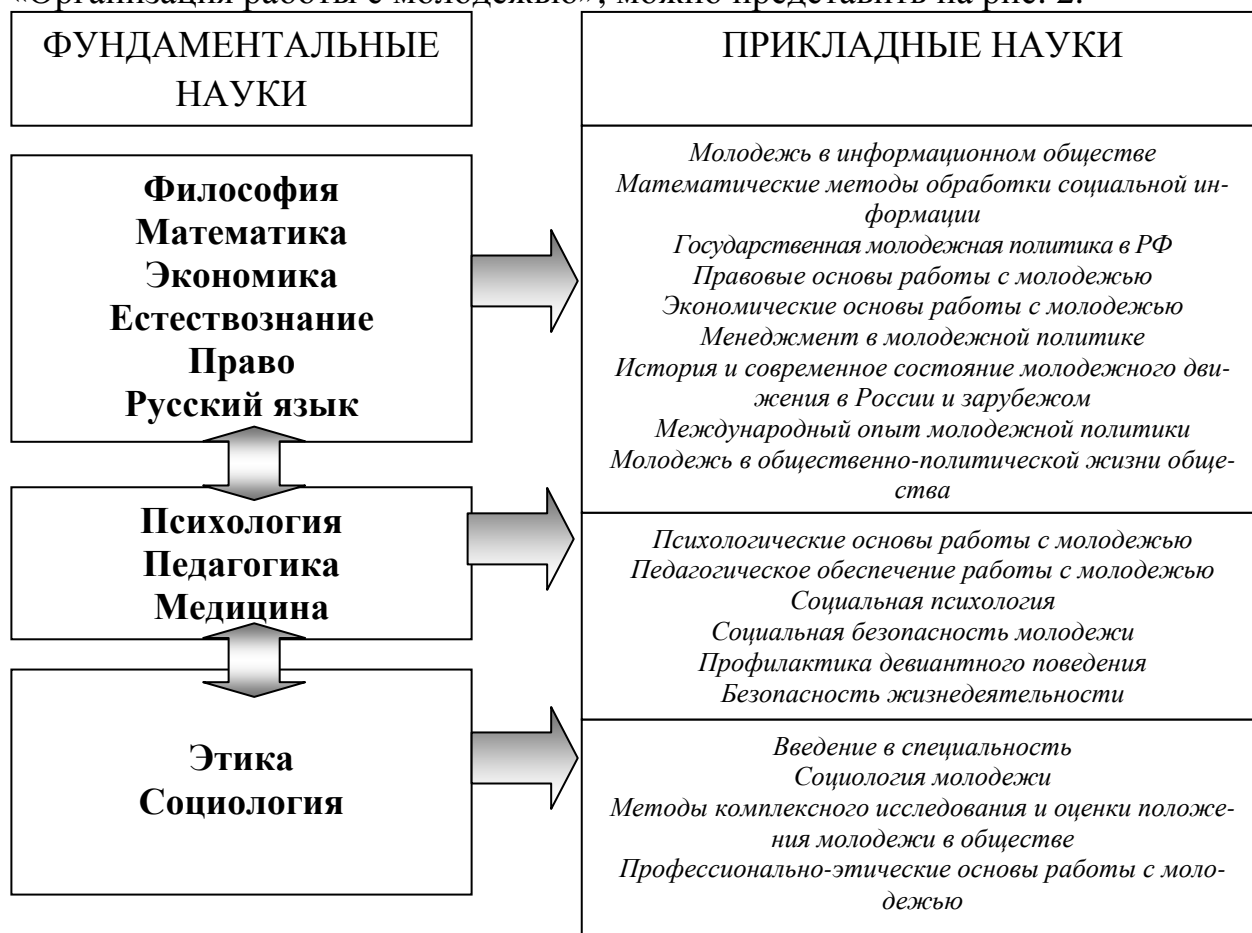 «Организация работы с молодежью», можно представить на рис. 2.
ФУНДАМЕНТАЛЬНЫЕ
НАУКИ
ПРИКЛАДНЫЕ НАУКИ
Философия
Математика
Экономика
Естествознание
Право
Русский язык
Молодежь в информационном обществе
Математические методы обработки социальной ин-
формации
Государственная молодежная политика в РФ
Правовые основы работы с молодежью
Экономические основы работы с молодежью
Менеджмент в молодежной политике
История и современное состояние молодежного дви-
жения в России и зарубежом
Международный опыт молодежной политики
Молодежь в общественно-политической жизни обще-
ства
Психология
Педагогика
Медицина
Психологические основы работы с молодежью
Педагогическое обеспечение работы с молодежью
Социальная психология
Социальная безопасность молодежи
Профилактика девиантного поведения
Безопасность жизнедеятельности
Этика
Социология
Введение в специальность
Социология молодежи
Методы комплексного исследования и оценки положе-
ния молодежи в обществе
Профессионально-этические основы работы с моло-
дежью